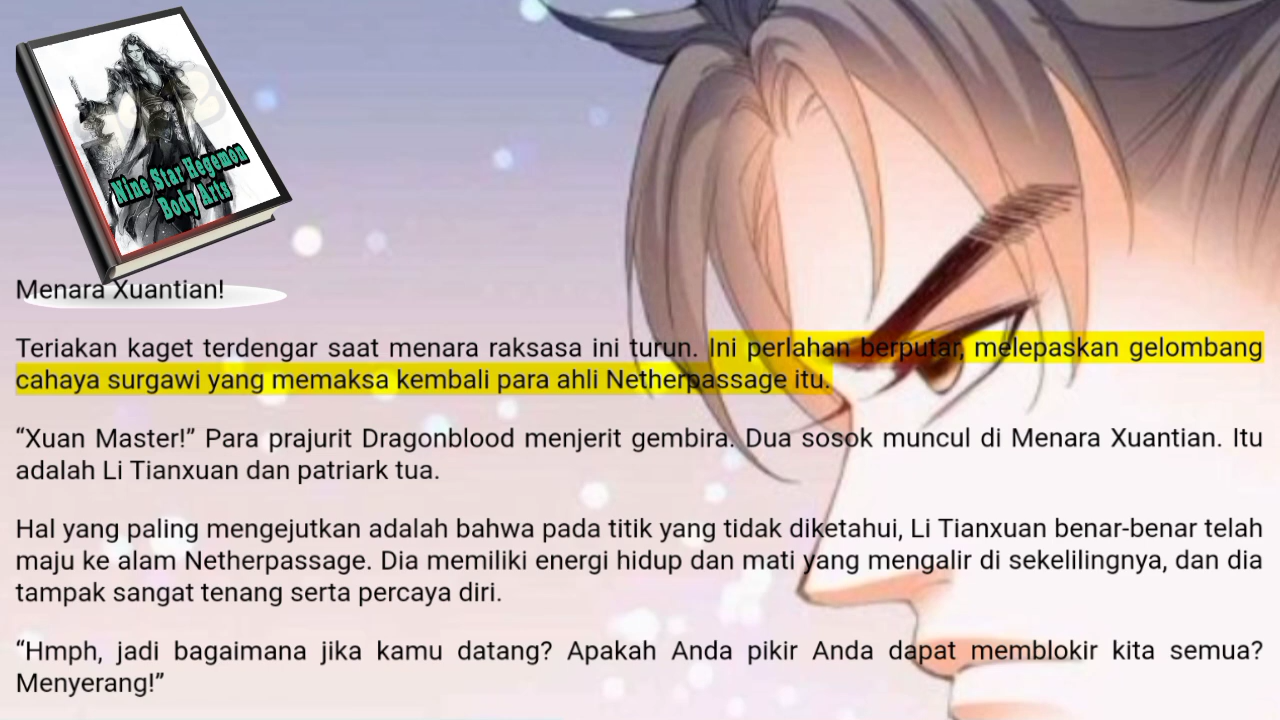 Nine Star Hegemon
Body Arts
Menara Xuantian!
Teriakan kaget terdengar saat menara raksasa ini turun. Ini perlahan berputar, melepaskan gelombang
cahaya surgawi yang memaksa kembali para ahli Netherpassage itu.
“Xuan Master!” Para prajurit Dragonblood menjerit gembira. Dua sosok muncul di Menara Xuantian. Itu
adalah Li Tianxuan dan patriark tua.
Hal yang paling mengejutkan adalah bahwa pada titik yang tidak diketahui, Li Tianxuan benar-benar telah
maju ke alam Netherpassage. Dia memiliki energi hidup dan mati yang mengalir di sekelilingnya, dan dia
tampak sangat tenang serta percaya diri.
“Hmph, jadi bagaimana jika kamu datang? Apakah Anda pikir Anda dapat memblokir kita semua?
Menyerang!”